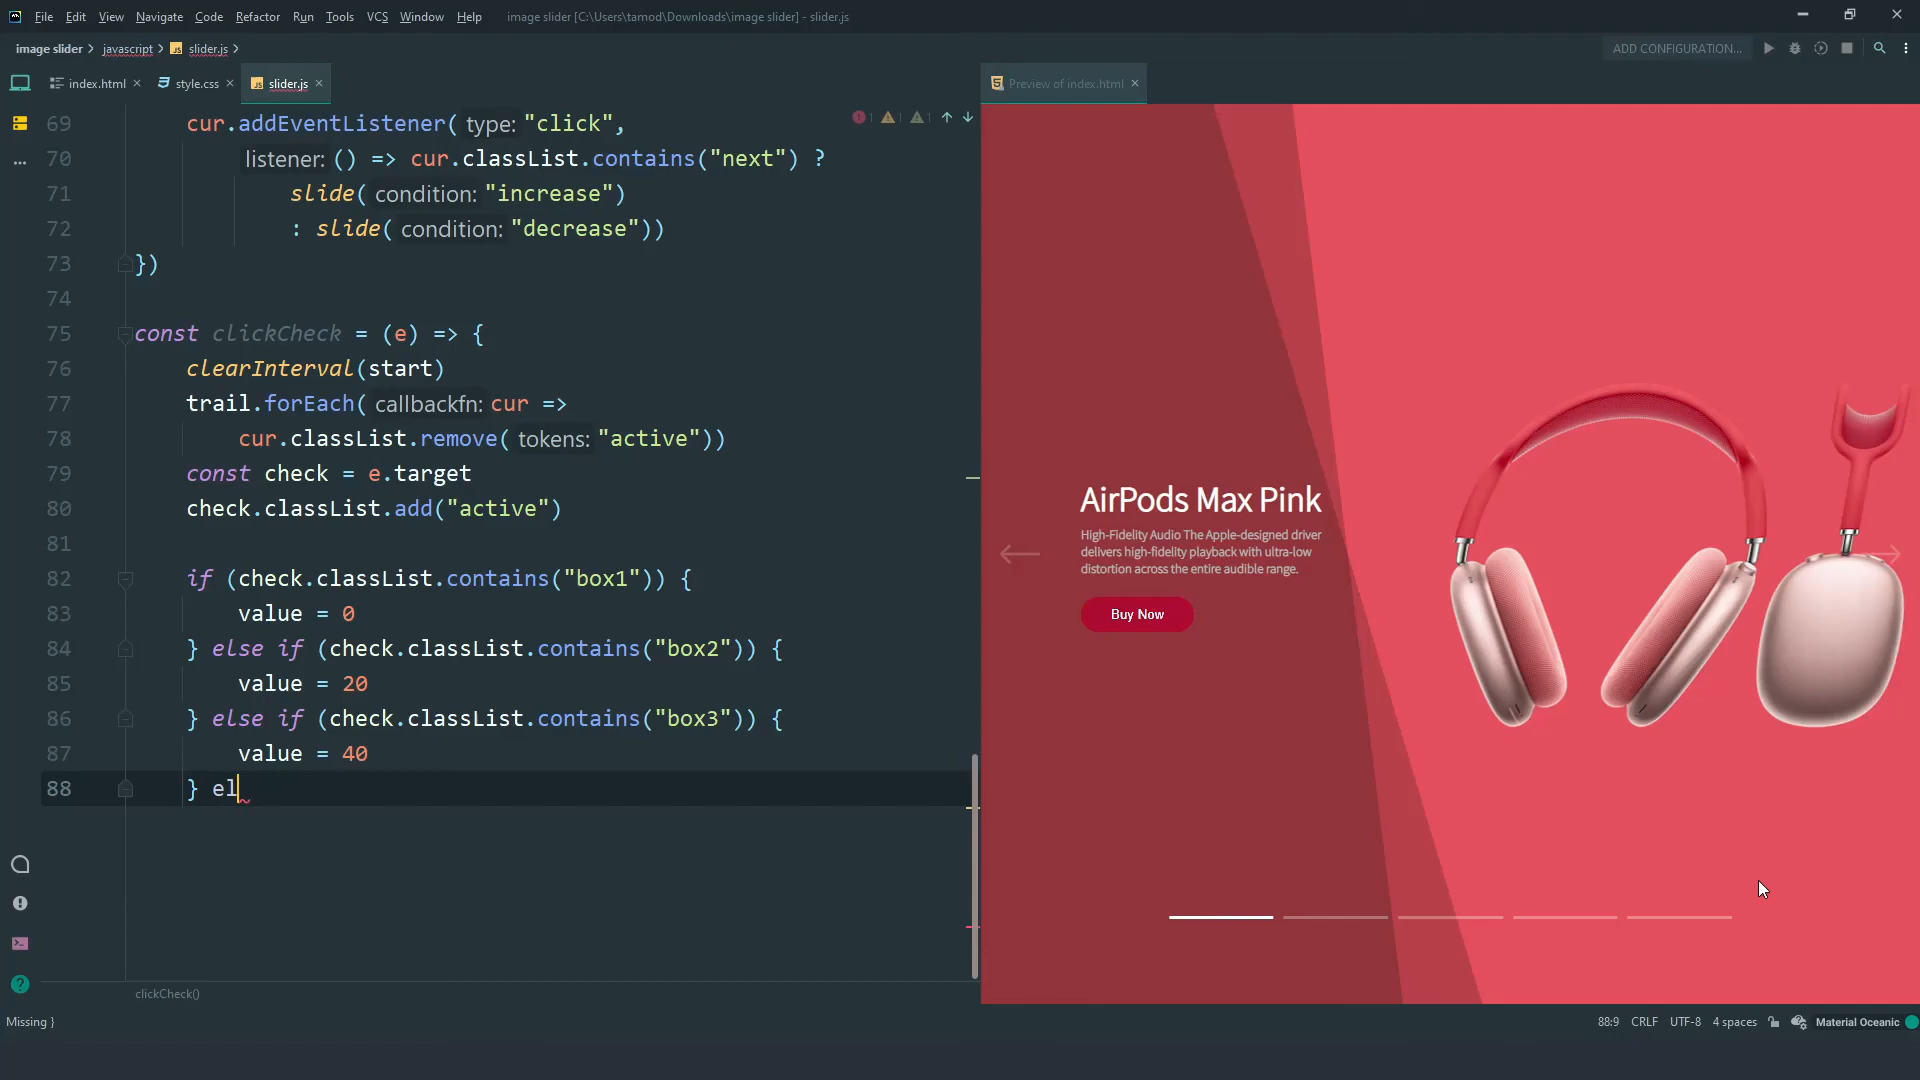 File Edit View Navigate Code Refactor Run Tools VCS Window Help image slider [C:\Users\tamod\Downloads\image slider] - slider.js
image slider javascript slider.js ADD CONFIGURATION...
index.html style.css slider.js Preview of index.html
69 cur.addEventListener( type: "click",
70 listener: () => cur.classList.contains("next") ?
71 slide( condition: "increase")
72 : slide( condition: "decrease"))
73 })
74
75 const clickCheck = (e) => {
76 clearInterval(start)
77 trail.forEach( callbackfn: cur =>
78 cur.classList.remove( tokens: "active"))
79 const check = e.target
80 check.classList.add("active")
81
82 if (check.classList.contains("box1")) {
83 value = 0
84 } else if (check.classList.contains("box2")) {
85 value = 20
86 } else if (check.classList.contains("box3")) {
87 value = 40
88 } el
1 1 1
AirPods Max Pink
High-Fidelity Audio The Apple-designed driver
delivers high-fidelity playback with ultra-low
distortion across the entire audible range.
Buy Now
clickCheck()
Missing } 88:9 CRLF UTF-8 4 spaces Material Oceanic